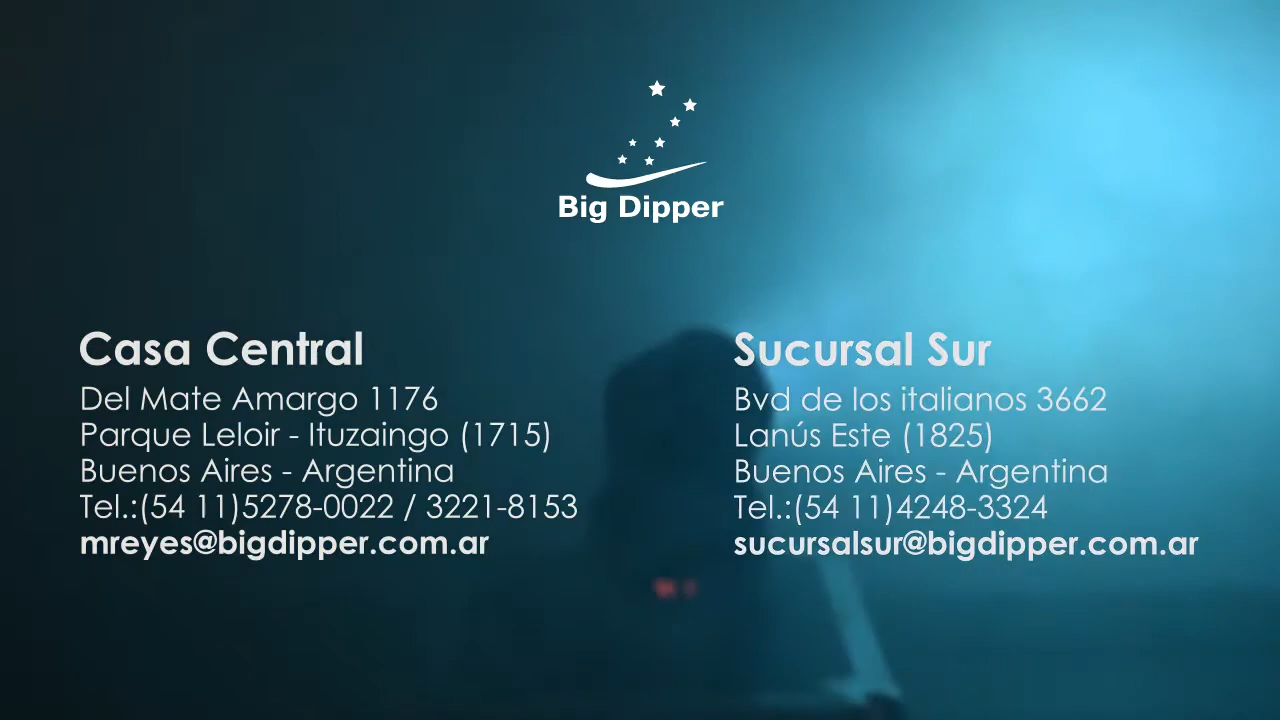 Big Dipper
Casa Central
Del Mate Amargo 1176
Parque Leloir - Ituzaingo (1715)
Buenos Aires - Argentina
Tel.:(54 11)5278-0022 / 3221-8153
mreyes@bigdipper.com.ar
Sucursal Sur
Bvd de los italianos 3662
Lanús Este (1825)
Buenos Aires - Argentina
Tel.:(54 11)4248-3324
sucursalsur@bigdipper.com.ar